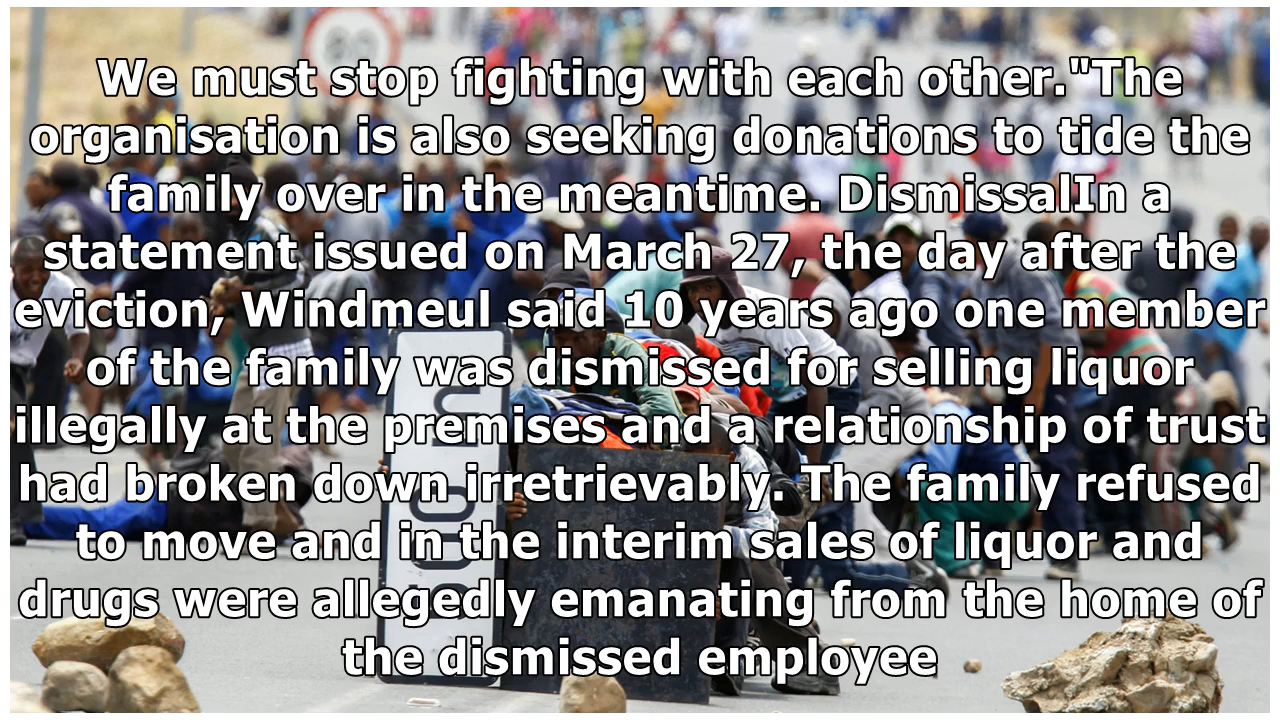 We must stop fighting with each other."The
organisation is also seeking donations to tide the
family over in the meantime. DismissalIn a
statement issued on March 27, the day after the
eviction, Windmeul said 10 years ago one member
of the family was dismissed for selling liquor
illegally at the premises and a relationship of trust
had broken down irretrievably. The family refused
to move and in the interim sales of liquor and
drugs were allegedly emanating from the home of
the dismissed employee